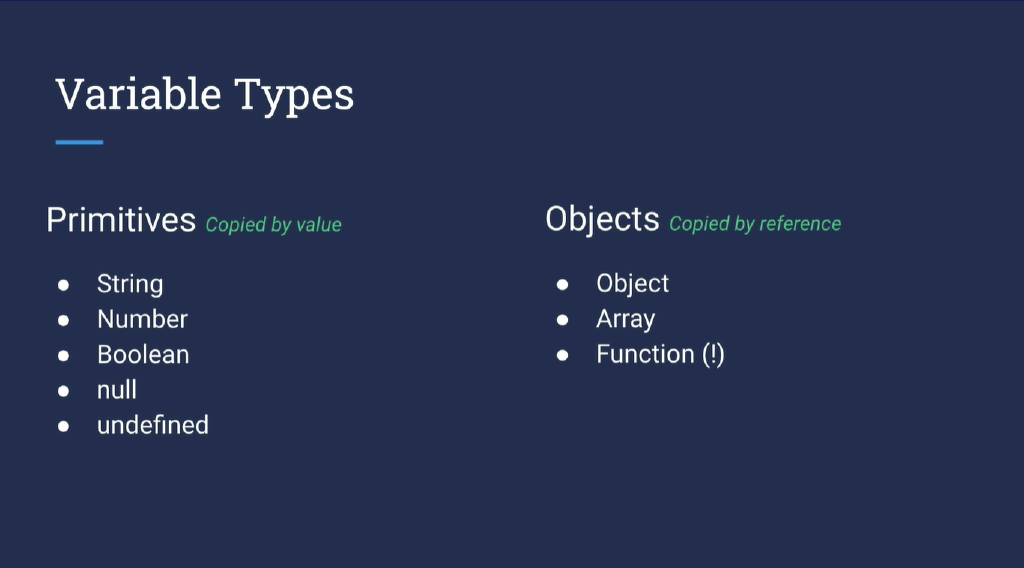 Variable Types
Primitives Copied by value
String
Number
Boolean
null
undefined
Objects Copied by reference
Object
Array
Function (!)